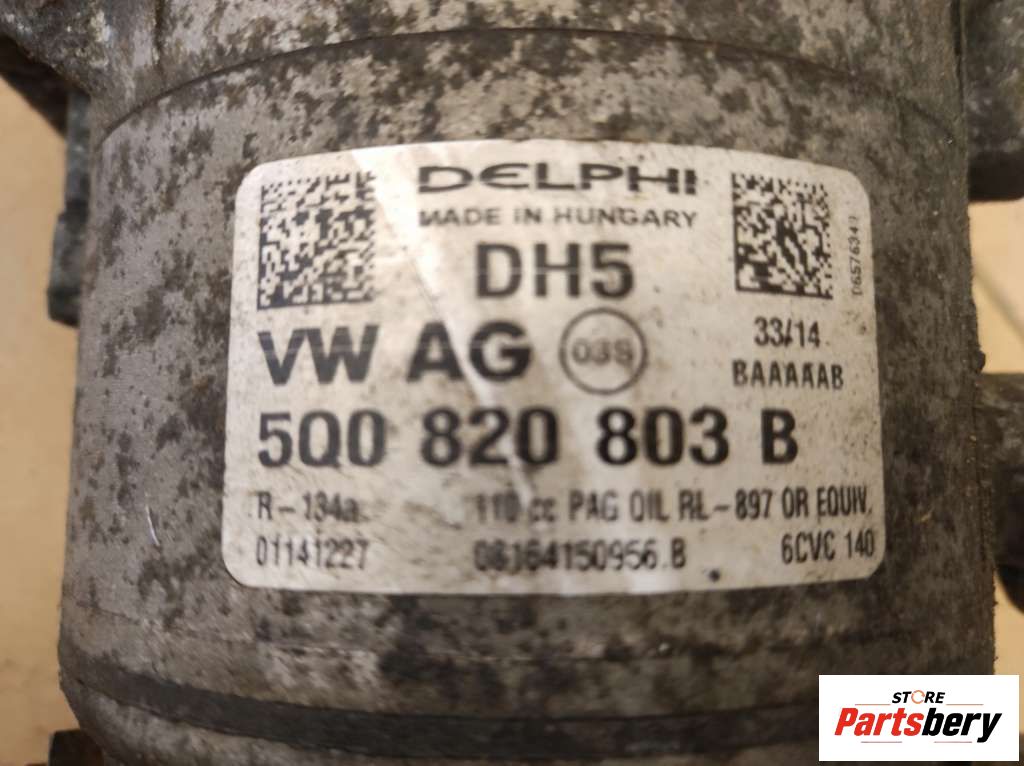 DELPHI
MADE IN HUNGARY
DH5
VW AG 03S 33/14
BAAAAAB
5Q0 820 803 B
R-134a 110 cc PAG OIL RL-897 OR EQUIV.
01141227 08164150956.B 6CVC 140
STORE
Partsbery